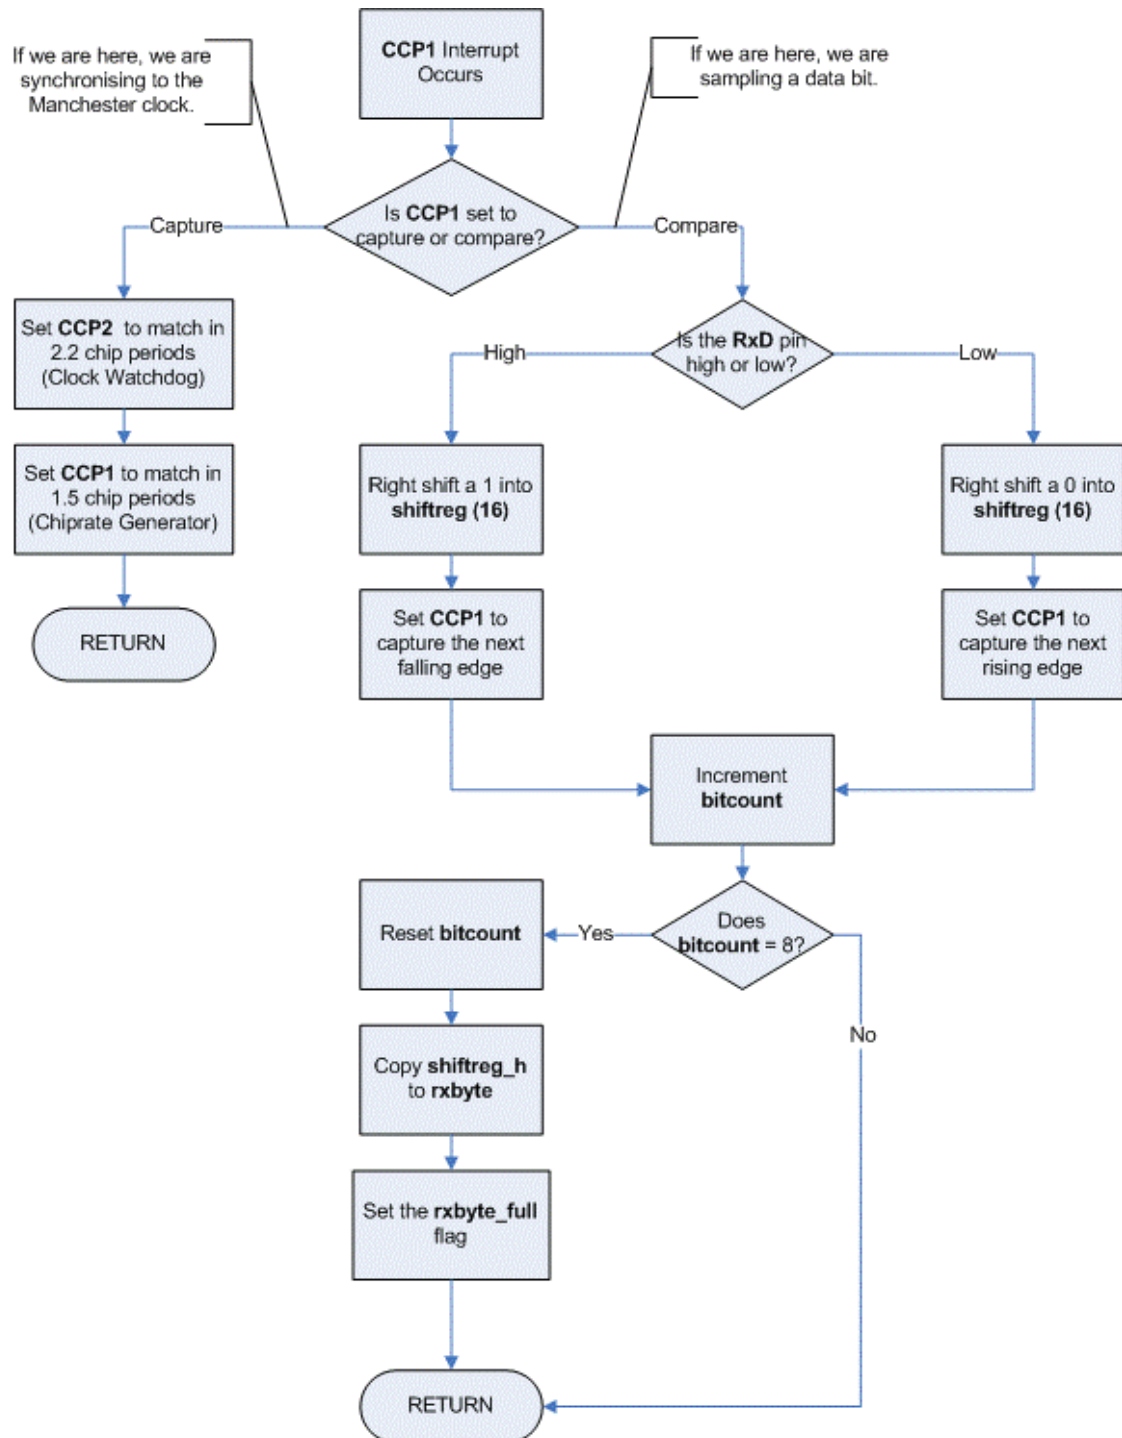 CCP1 Interrupt
Occurs
If we are here, we are
synchronising to the
Manchester clock.
If we are here, we are
sampling a data bit.
Is CCP1 set to
capture or compare?
Capture
Compare
Set CCP2 to match in
2.2 chip periods
(Clock Watchdog)
Is the RxD pin
high or low?
High
Low
Set CCP1 to match in
1.5 chip periods
(Chiprate Generator)
Right shift a 1 into
shiftreg (16)
Right shift a 0 into
shiftreg (16)
RETURN
Set CCP1 to
capture the next
falling edge
Set CCP1 to
capture the next
rising edge
Increment
bitcount
Does
bitcount = 8?
Yes
Reset bitcount
No
Copy shiftreg_h
to rxbyte
Set the rxbyte_full
flag
RETURN